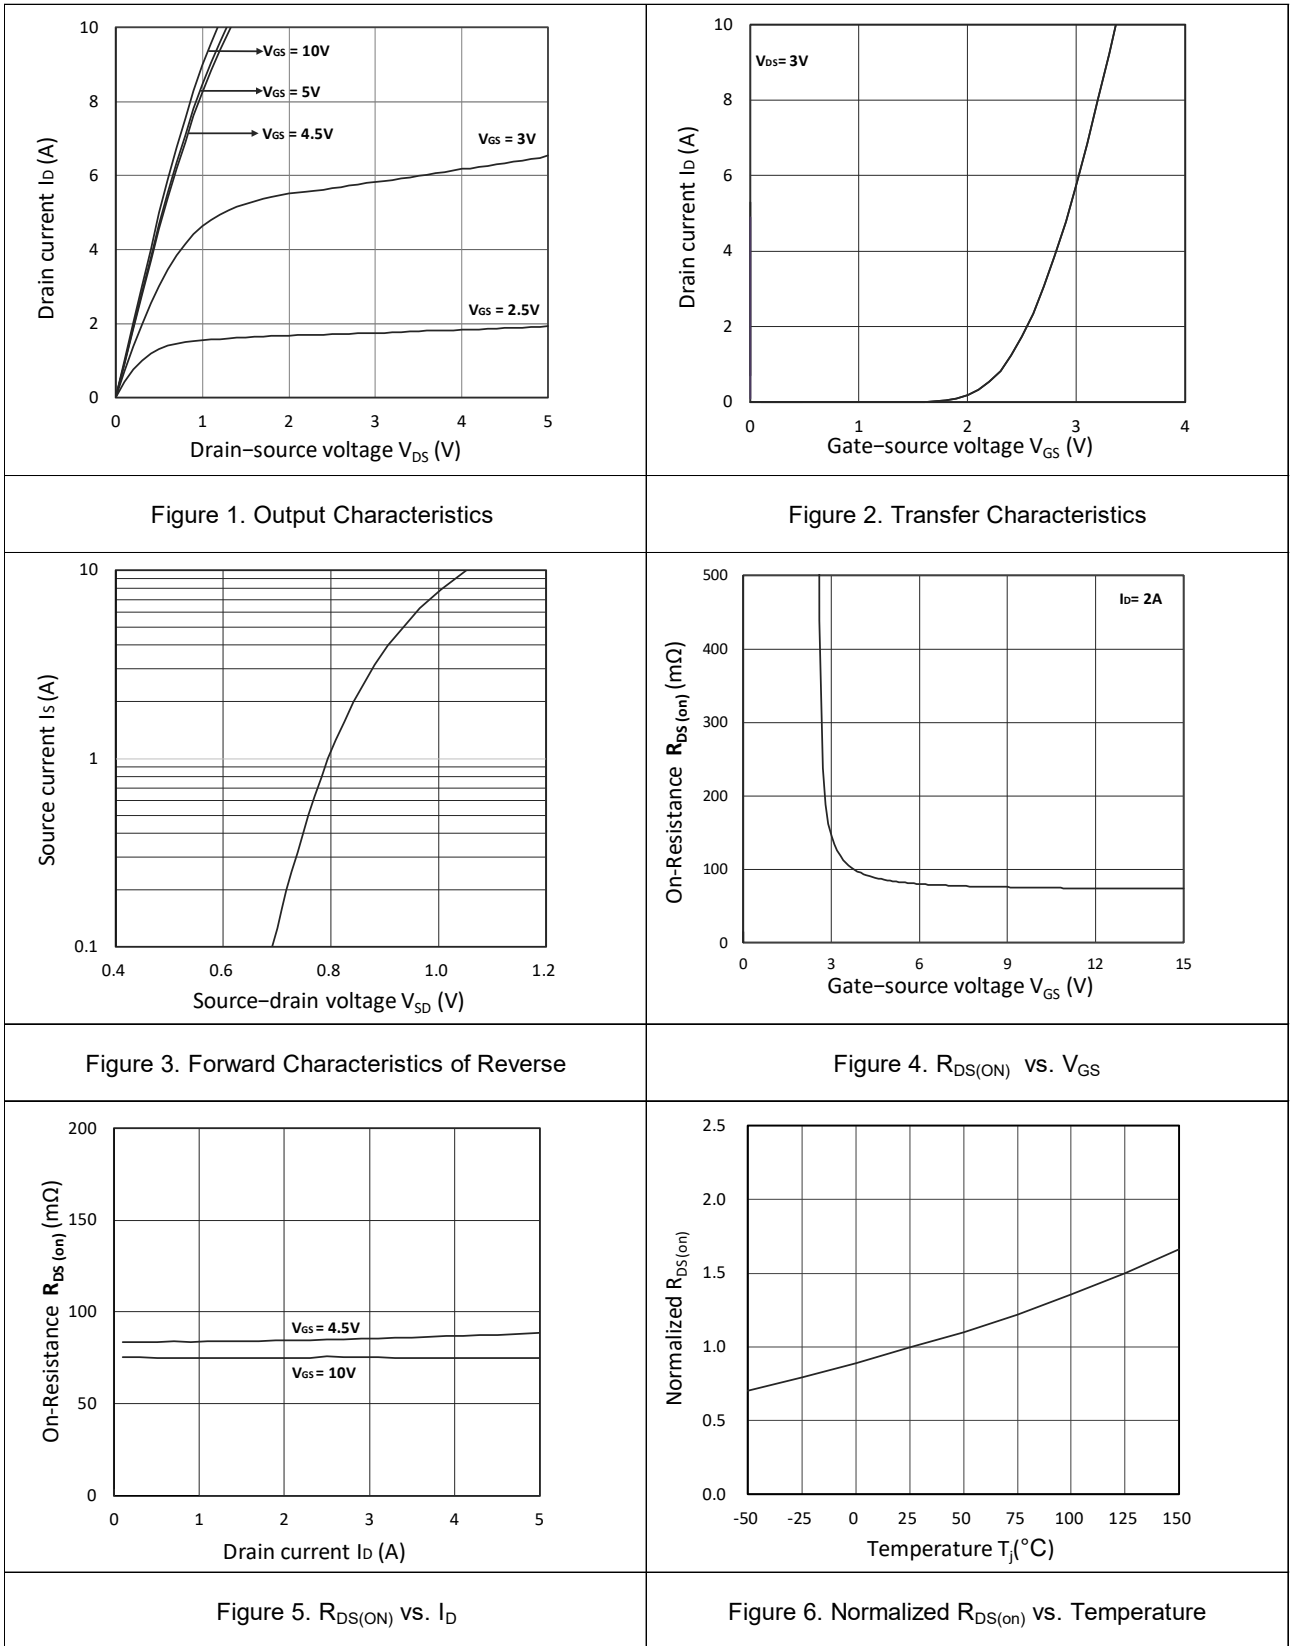 10
8
6
4
2
0
Drain current ID (A)
VGS = 10V
VGS = 5V
VGS = 4.5V
VGS = 3V
VGS = 2.5V
0 1 2 3 4 5
Drain−source voltage VDS (V)
Figure 1. Output Characteristics
10
8
6
4
2
0
Drain current ID (A)
VDS= 3V
0 1 2 3 4
Gate−source voltage VGS (V)
Figure 2. Transfer Characteristics
10
1
0.1
Source current IS (A)
0.4 0.6 0.8 1.0 1.2
Source−drain voltage VSD (V)
Figure 3. Forward Characteristics of Reverse
500
400
300
200
100
0
On-Resistance RDS (on) (mΩ)
ID= 2A
0 3 6 9 12 15
Gate−source voltage VGS (V)
Figure 4. RDS(ON) vs. VGS
200
150
100
50
0
On-Resistance RDS (on) (mΩ)
VGS = 4.5V
VGS = 10V
0 1 2 3 4 5
Drain current ID (A)
Figure 5. RDS(ON) vs. ID
2.5
2.0
1.5
1.0
0.5
0.0
Normalized RDS(on)
-50 -25 0 25 50 75 100 125 150
Temperature Tj(°C)
Figure 6. Normalized RDS(on) vs. Temperature